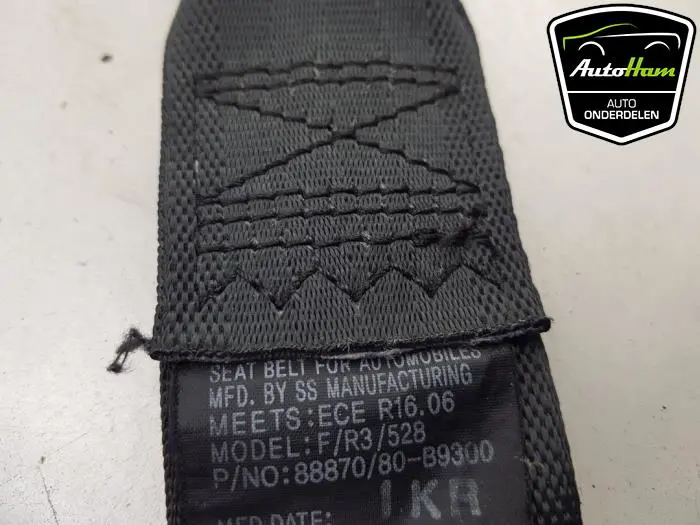 AutoHam
AUTO
ONDERDELEN
SEAT BELT FOR AUTOMOBILES
MFD. BY SS MANUFACTURING
MEETS:ECE R16.06
MODEL:F/R3/528
P/NO:88870/80-B9300
1KR
MFD DATE: